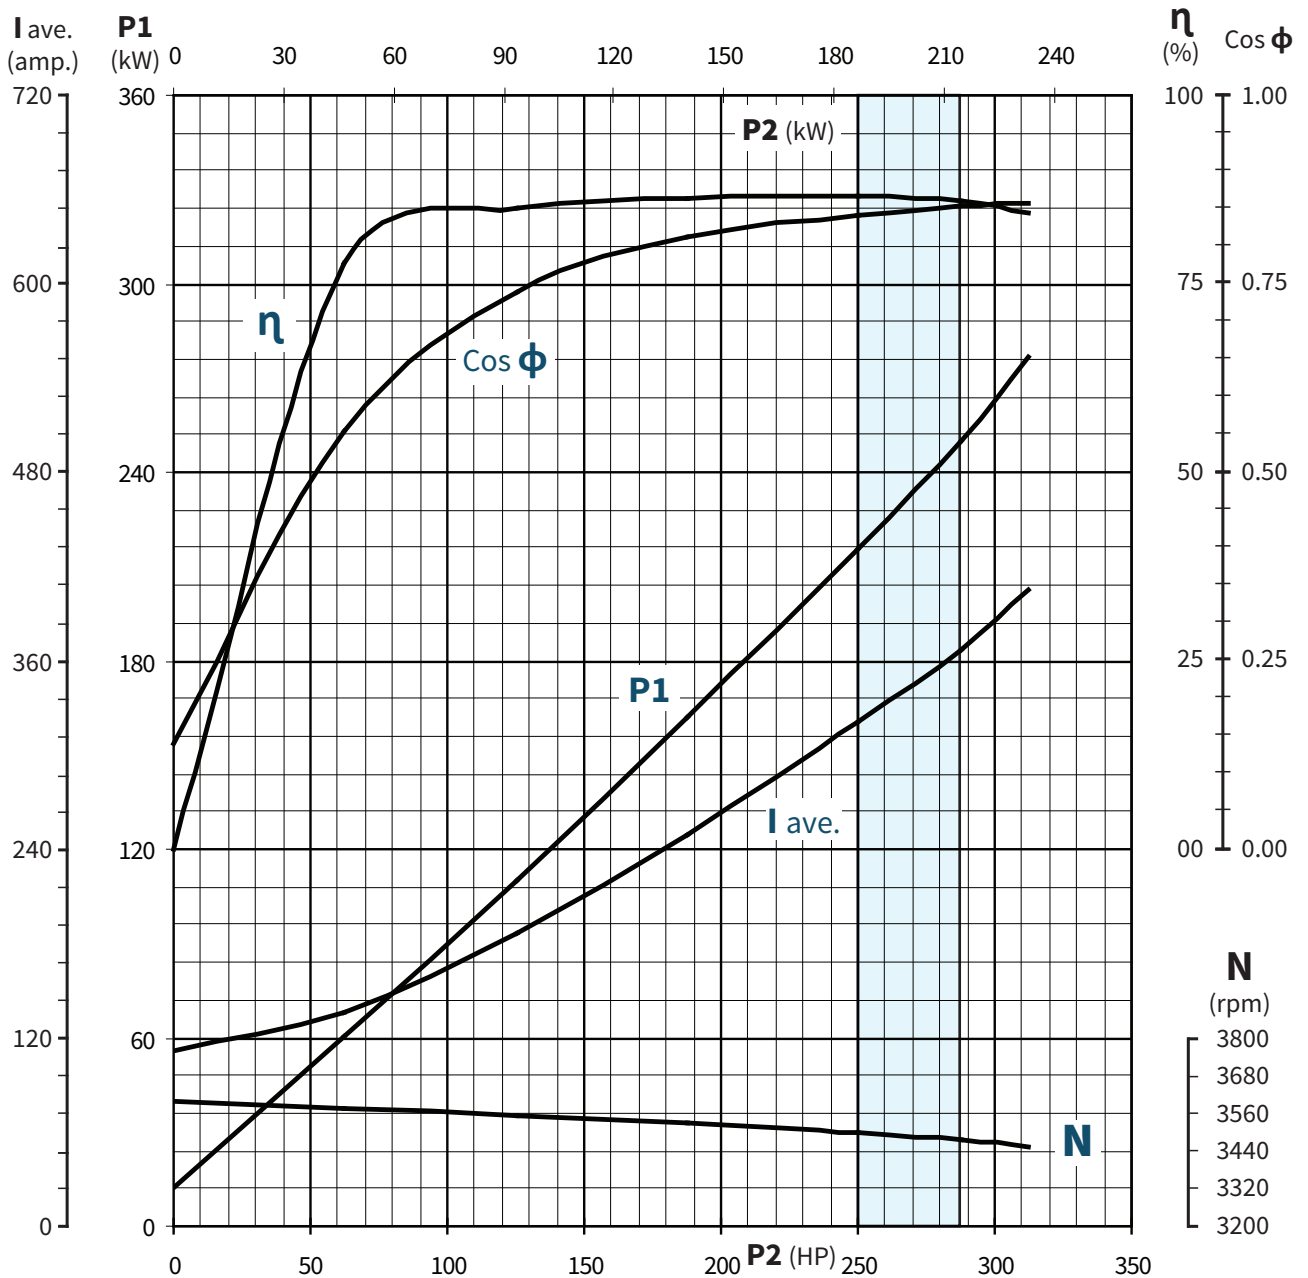 I ave.
(amp.)
P1
(kW)
0 30 60 90 120 150 180 210 240
η
(%)
Cos ϕ
720 360 100 1.00
P2 (kW)
600 300 75 0.75
η
Cos ϕ
480 240 50 0.50
360 180 25 0.25
P1
I ave.
240 120 00 0.00
N
(rpm)
120 60 3800
3680
3560
N
3440
3320
0 0 3200
0 50 100 150 200 P2 (HP) 250 300 350